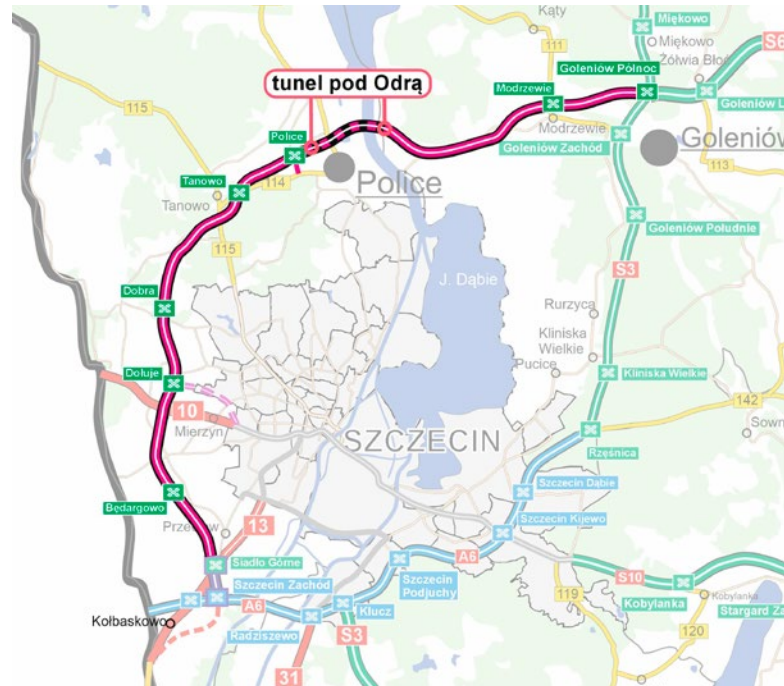 Kąty
S3
Miękowo
Miękowo
S6
Żółwia Błoć
111
Goleniów Północ
tunel pod Odrą
Modrzewie
115
Goleniów L
Modrzewie
Police
Goleniów Zachód
Goleniów
113
Tanowo
114
Police
Tanowo
Goleniów Południe
115
S3
J. Dąbie
Dobra
Rurzyca
Kliniska
Wielkie
Pucice
Dołuje
Kliniska Wielkie
10
142
Mierzyn
SZCZECIN
Sown
Rzęśnica
Szczecin Dąbie
Będargowo
Szczecin Kijewo
13
Siadło Górne
A6
Szczecin Zachód
Szczecin
Podjuchy
S10
Kobylanka
Kobylanka
Stargard Za
A6
Klucz
119
Kołbaskowo
Radziszewo
S3
120
31